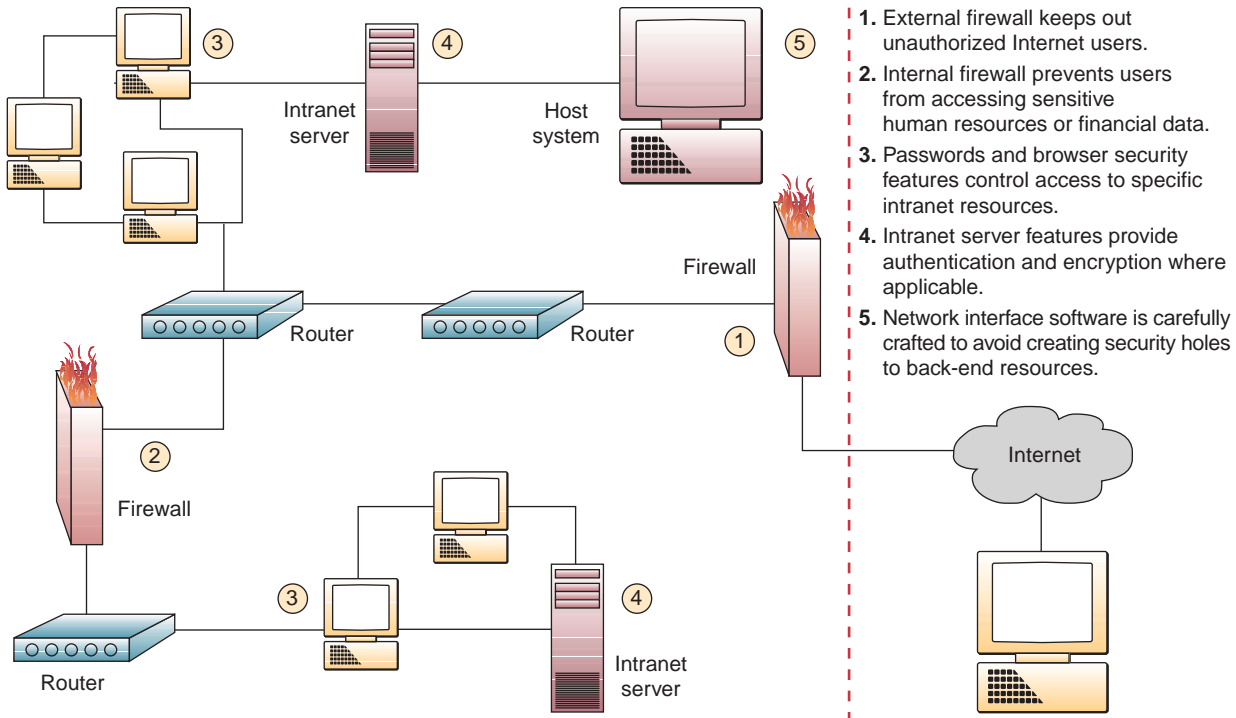 3
4
5
Intranet
server
Host
system
Firewall
Router
Router
1
2
Firewall
3
4
Router
Intranet
server
1. External firewall keeps out
unauthorized Internet users.
2. Internal firewall prevents users
from accessing sensitive
human resources or financial data.
3. Passwords and browser security
features control access to specific
intranet resources.
4. Intranet server features provide
authentication and encryption where
applicable.
5. Network interface software is carefully
crafted to avoid creating security holes
to back-end resources.
Internet